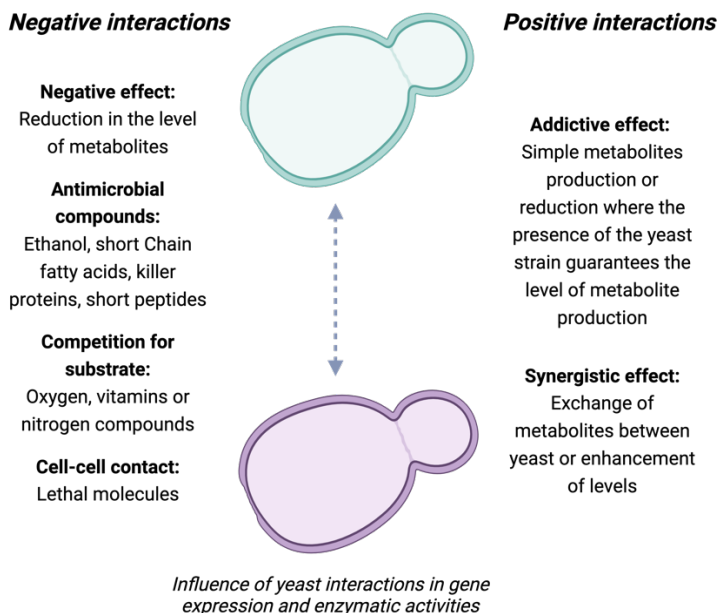 Negative interactions
Negative effect:
Reduction in the level
of metabolites
Antimicrobial
compounds:
Ethanol, short Chain
fatty acids, killer
proteins, short peptides
Competition for
substrate:
Oxygen, vitamins or
nitrogen compounds
Cell-cell contact:
Lethal molecules
Positive interactions
Addictive effect:
Simple metabolites
production or
reduction where the
presence of the yeast
strain guarantees the
level of metabolite
production
Synergistic effect:
Exchange of
metabolites between
yeast or enhancement
of levels
Influence of yeast interactions in gene
expression and enzymatic activities